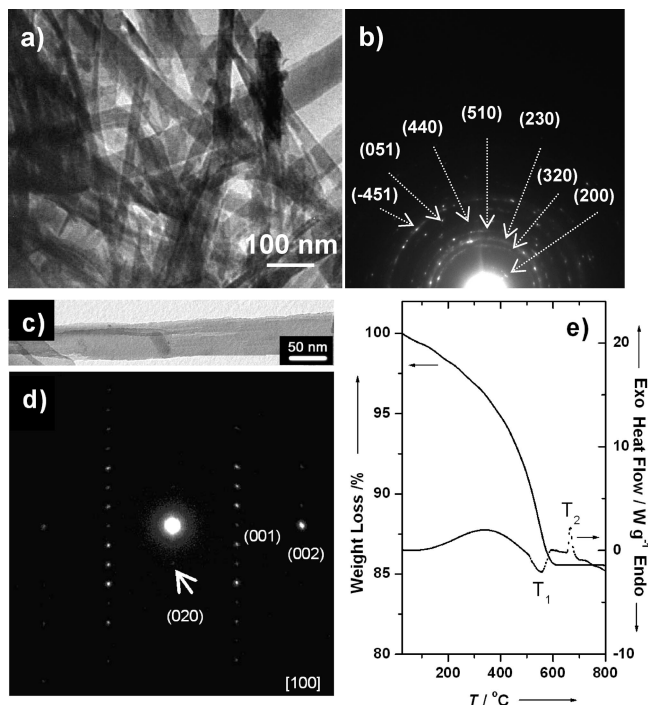 a)
100 nm
b)
(-451)
(051)
(440)
(510)
(230)
(320)
(200)
c)
50 nm
d)
(001)
(002)
(020)
[100]
e)
100
95
90
85
80
Weight Loss /%
20
10
0
-10
Exo
Heat Flow / W g⁻¹
Endo
T₁
T₂
200 400 600 800
T / °C